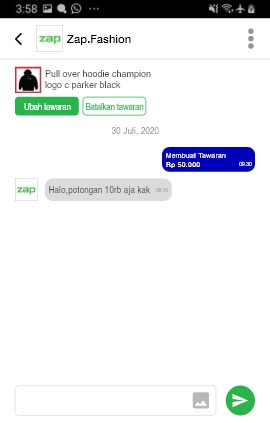 3:58
zap Zap.Fashion
Pull over hoodie champion
logo c parker black
Ubah tawaran Batalkan tawaran
30 Juli, 2020
Membuat Tawaran
Rp 50.000 09.30
zap Halo,potongan 10rb aja kak 09.31